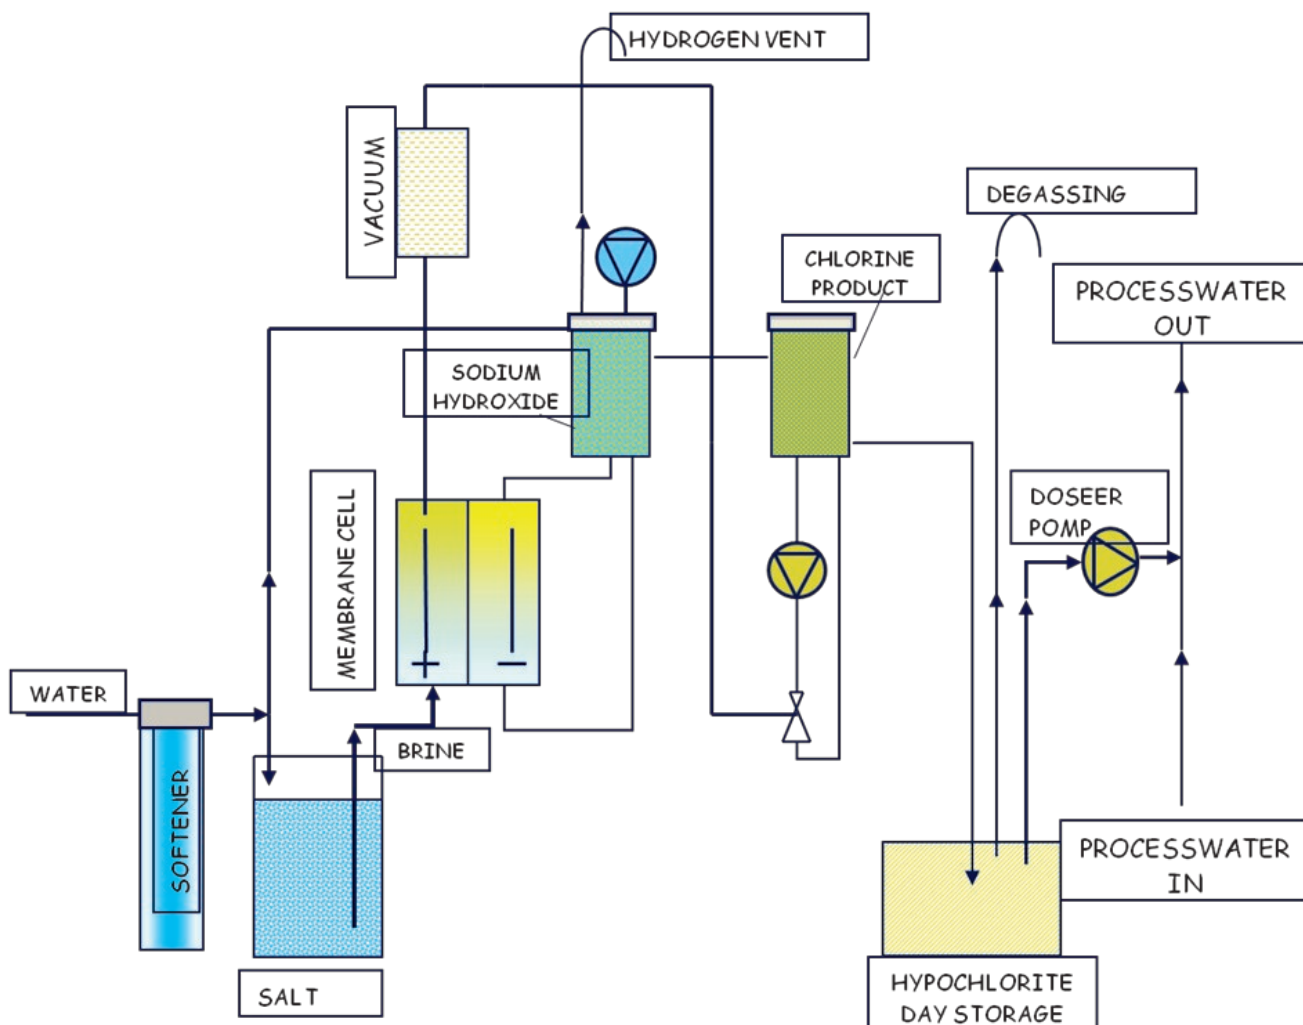 HYDROGEN VENT
VACUUM
DEGASSING
CHLORINE
PRODUCT
PROCESSWATER
OUT
SODIUM
HYDROXIDE
MEMBRANE CELL
DOSEER
POMP
WATER
BRINE
SOFTENER
PROCESSWATER
IN
SALT
HYPOCHLORITE
DAY STORAGE